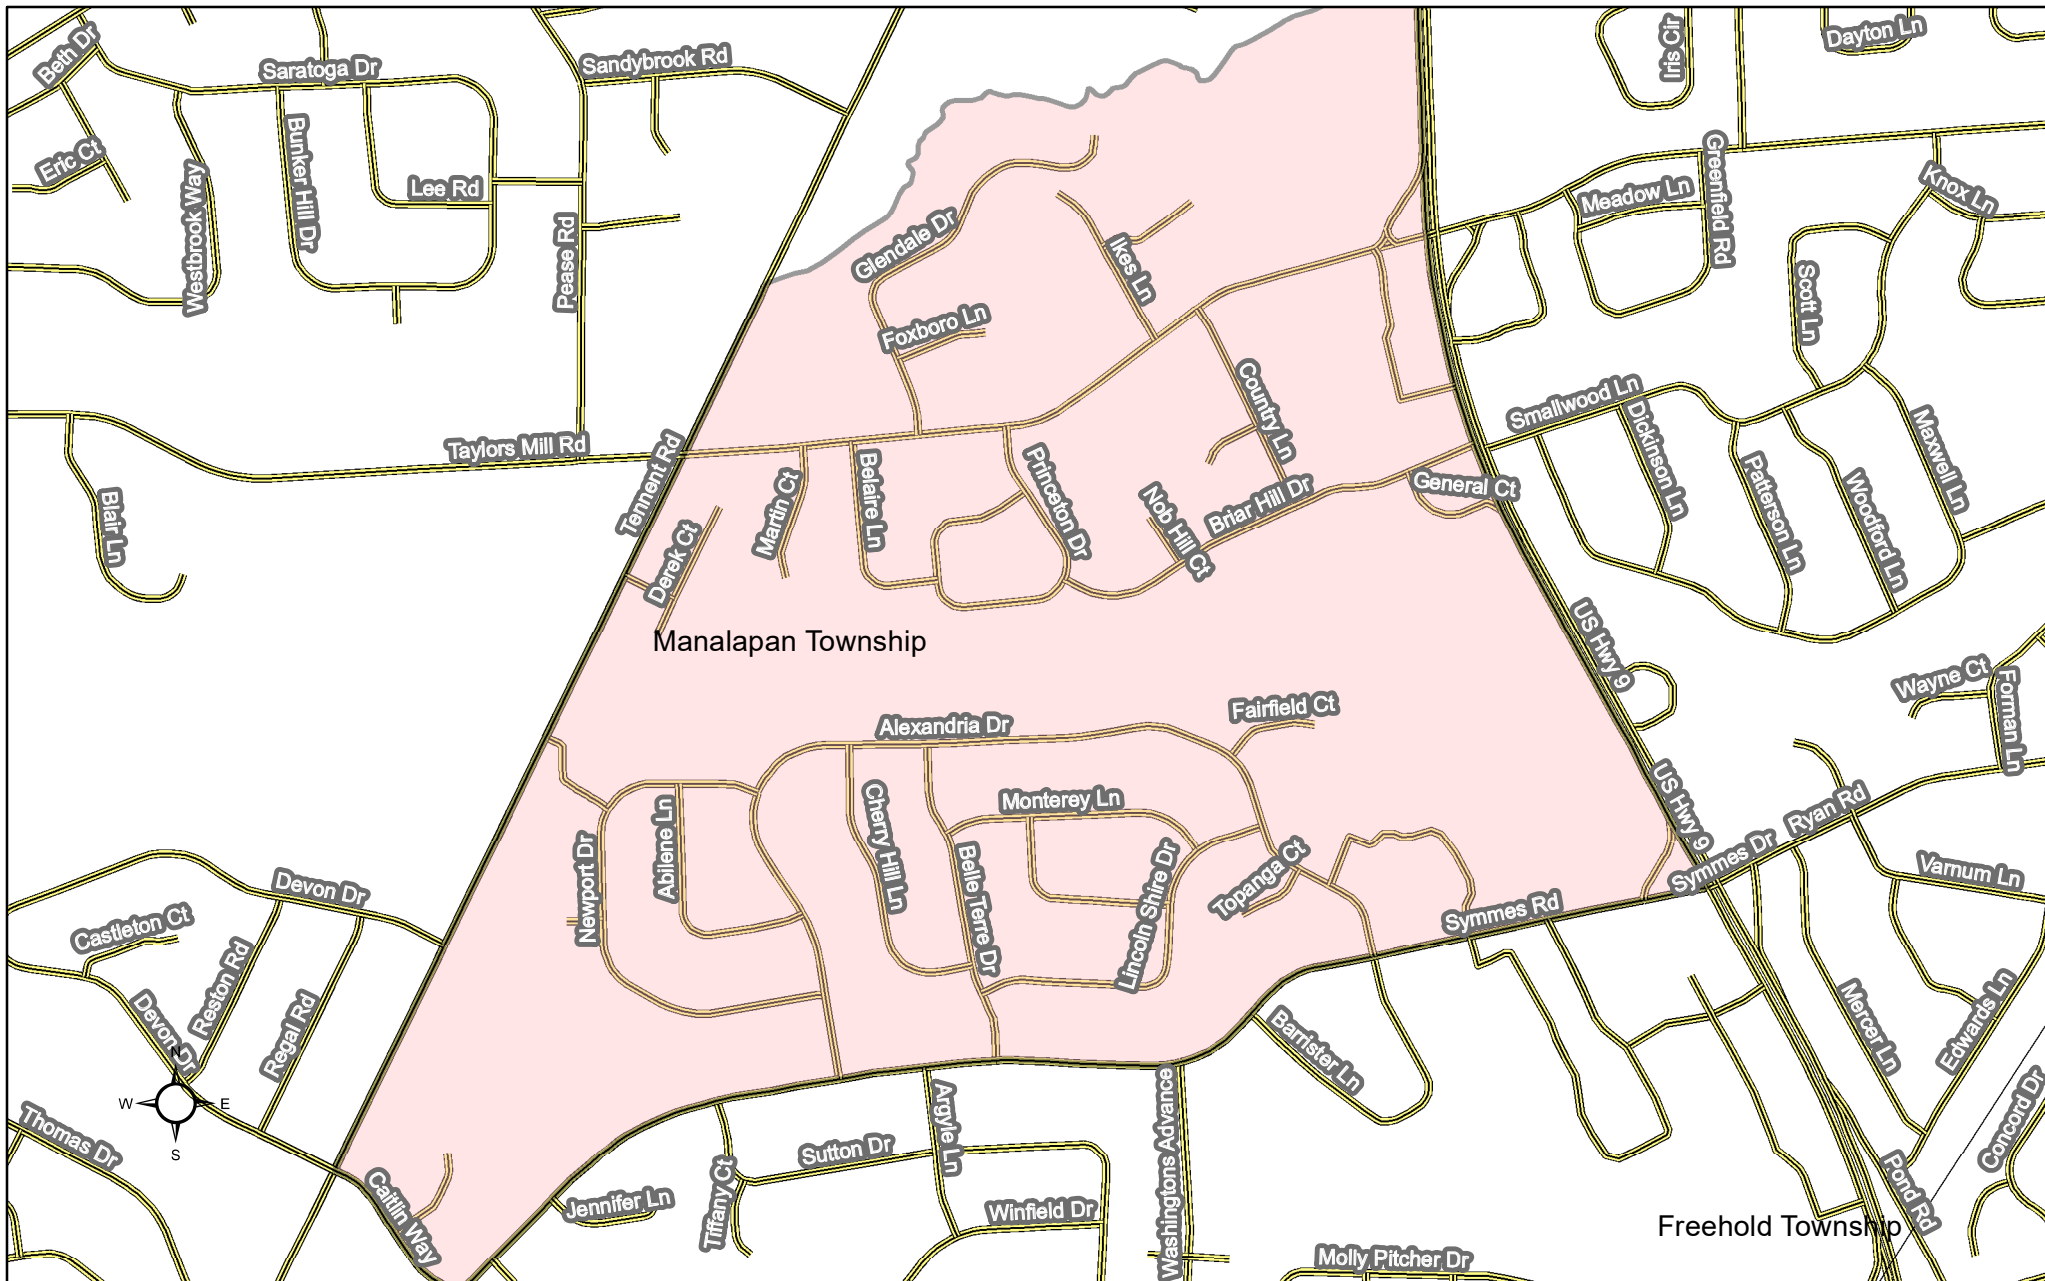 Beth Dr
Saratoga Dr
Sandybrook Rd
Iris Cir
Dayton Ln
Eric Ct
Westbrook Way
Bunker Hill Dr
Lee Rd
Pease Rd
Glendale Dr
Ikes Ln
Meadow Ln
Greenfield Rd
Knox Ln
Foxboro Ln
Scott Ln
Country Ln
Smallwood Ln
Dickinson Ln
Maxwell Ln
Taylors Mill Rd
Tennent Rd
Martin Ct
Belaire Ln
Princeton Dr
Nob Hill Ct
Briar Hill Dr
General Ct
Patterson Ln
Woodford Ln
Blair Ln
Derek Ct
Manalapan Township
US Hwy 9
Wayne Ct
Forman Ln
Alexandria Dr
Fairfield Ct
US Hwy 9
Ryan Rd
Symmes Dr
Newport Dr
Abilene Ln
Cherry Hill Ln
Monterey Ln
Belle Terre Dr
Lincoln Shire Dr
Topanga Ct
Symmes Rd
Varnum Ln
Devon Dr
Castleton Ct
Reston Rd
Regal Rd
Devon Dr
N
W
E
S
Barrister Ln
Mercer Ln
Edwards Ln
Concord Dr
Thomas Dr
Caitlin Way
Jennifer Ln
Tiffany Ct
Sutton Dr
Argyle Ln
Winfield Dr
Washingtons Advance
Molly Pitcher Dr
Pond Rd
Freehold Township